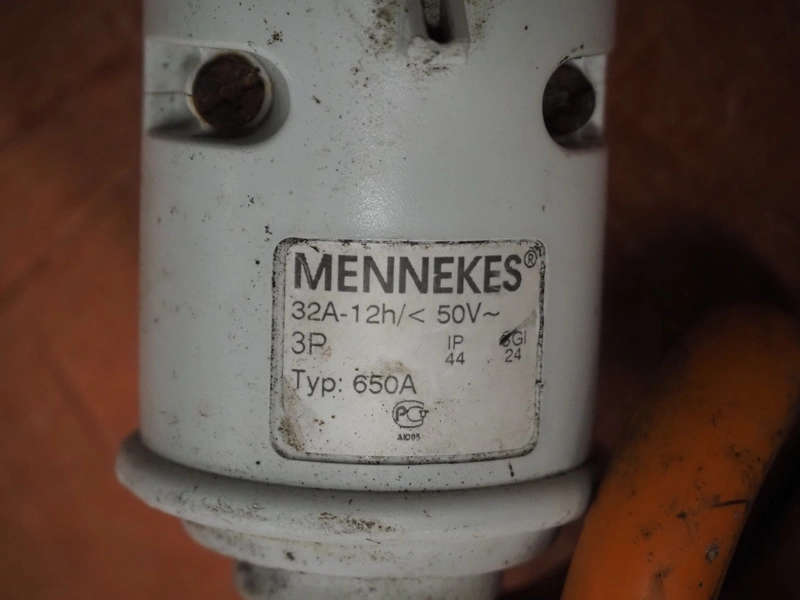 MENNEKES®
32A-12h/< 50V~
3P
IP
44
24
Typ: 650A